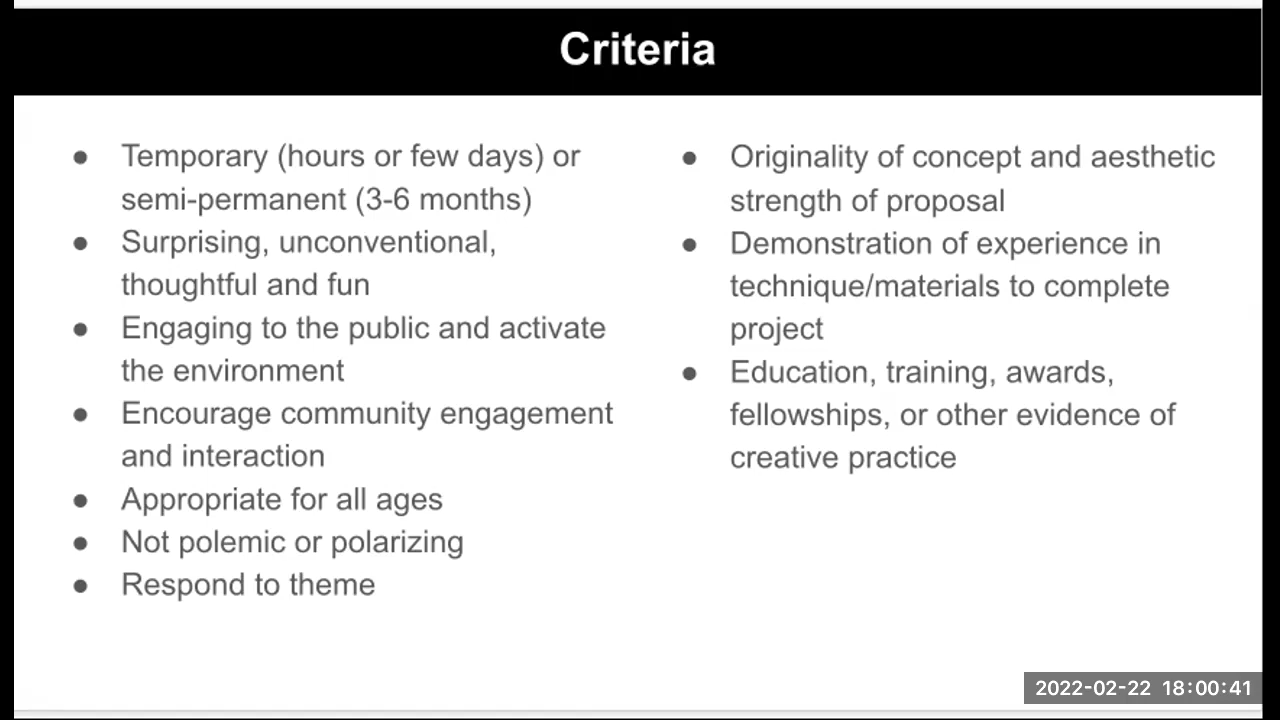 Criteria
● Temporary (hours or few days) or
semi-permanent (3-6 months)
● Surprising, unconventional,
thoughtful and fun
● Engaging to the public and activate
the environment
● Encourage community engagement
and interaction
● Appropriate for all ages
● Not polemic or polarizing
● Respond to theme
● Originality of concept and aesthetic
strength of proposal
● Demonstration of experience in
technique/materials to complete
project
● Education, training, awards,
fellowships, or other evidence of
creative practice
2022-02-22 18:00:41